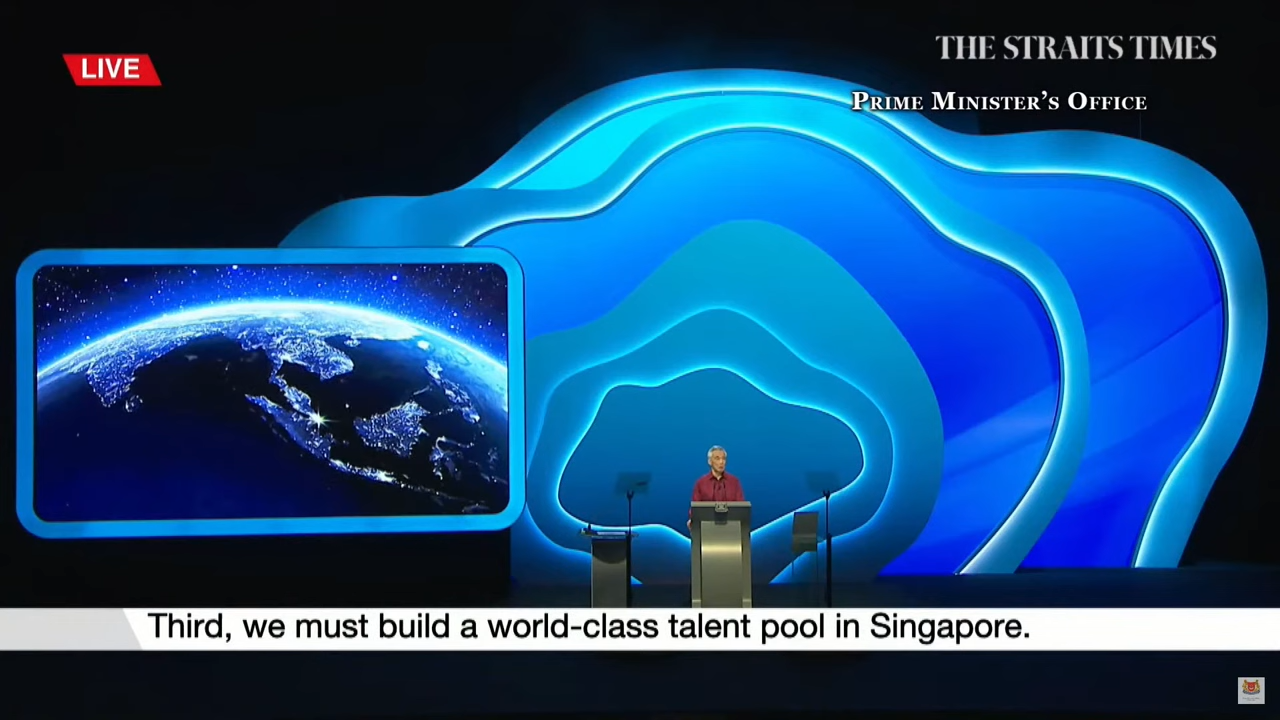 LIVE
THE STRAITS TIMES
PRIME MINISTER'S OFFICE
Third, we must build a world-class talent pool in Singapore.